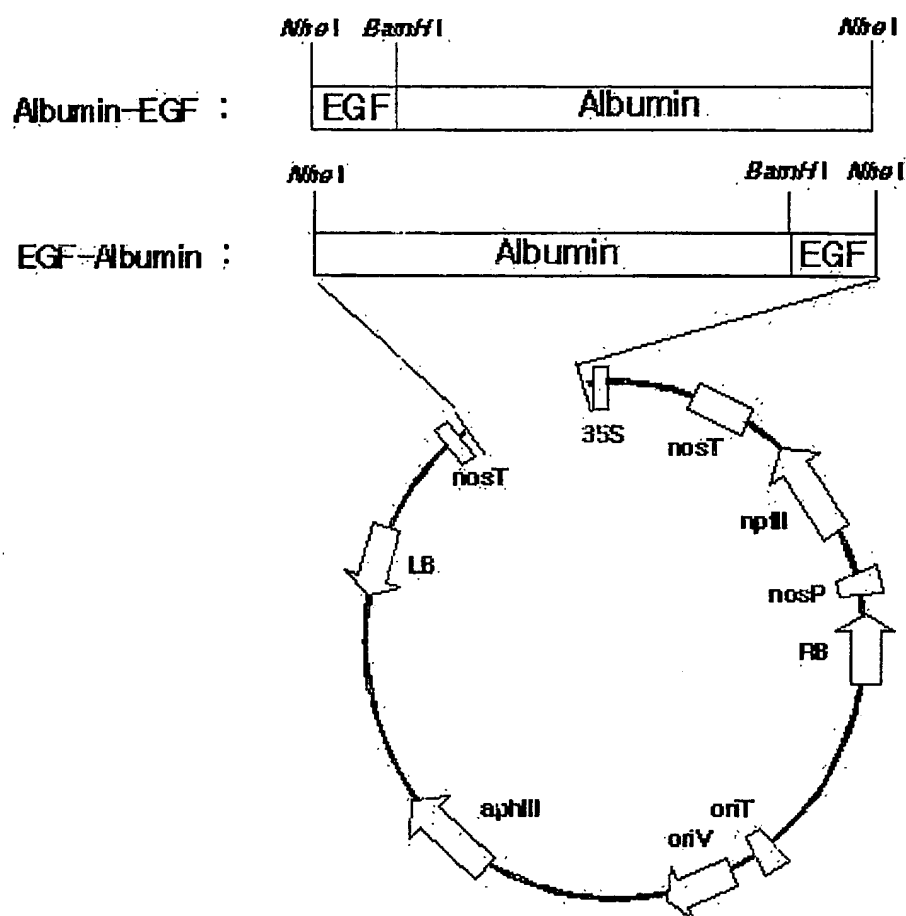 NheI BamHI NheI
Albumin-EGF : EGF Albumin
NheI BamHI NheI
EGF-Albumin : Albumin EGF
35S
nosT
nosT
nptII
LB
nosP
RB
aphIII
oriT
oriV